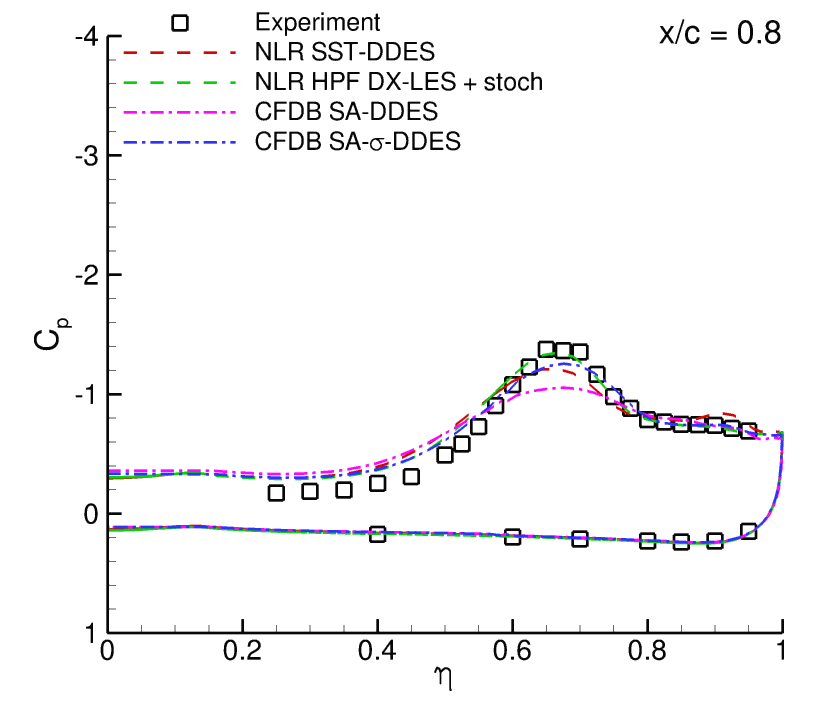 Experiment
x/c = 0.8
NLR SST-DDES
NLR HPF DX-LES + stoch
CFDB SA-DDES
CFDB SA-σ-DDES
-4
-3
-2
-1
0
1
Cp
0
0.2
0.4
0.6
0.8
1
η